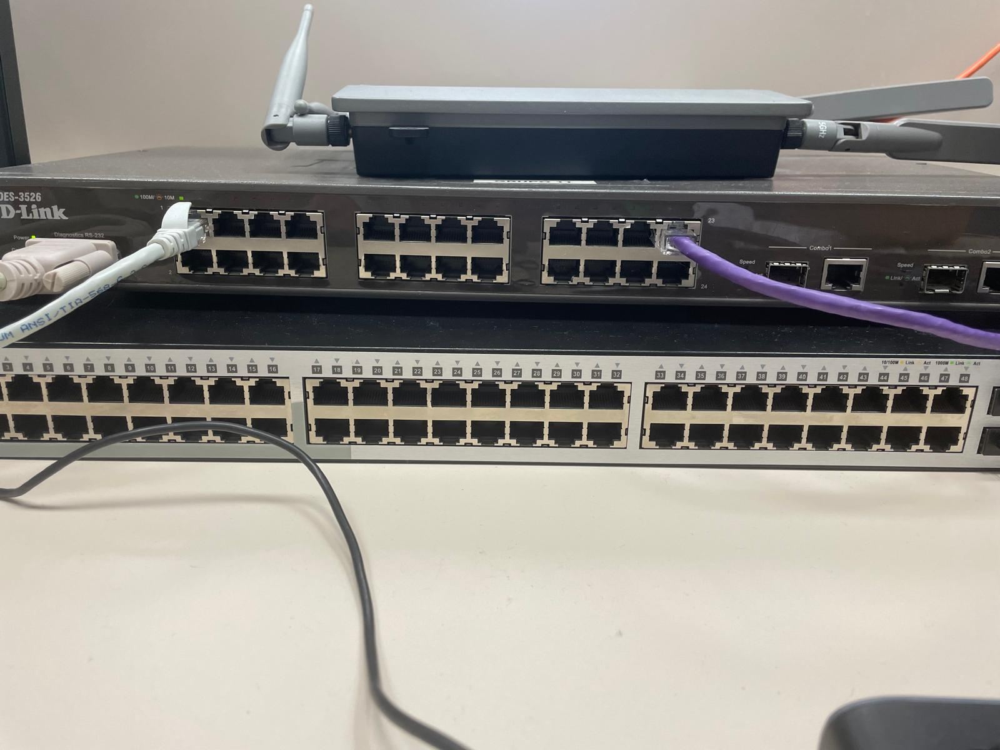 5GHz
GRUPO 11
DES-3526
D-Link
100M/ 10M
1
2
Power
Diagnostics RS-232
23
24
Combo1
Speed
Combo2
Speed
Link/ Act
UM ANSI/TIA-568-C.2
10/100M Link Act 1000M Link Act
3 4 5 6 7 8 9 10 11 12 13 14 15 16
17 18 19 20 21 22 23 24 25 26 27 28 29 30 31 32
33 34 35 36 37 38 39 40 41 42 43 44 45 46 47 48